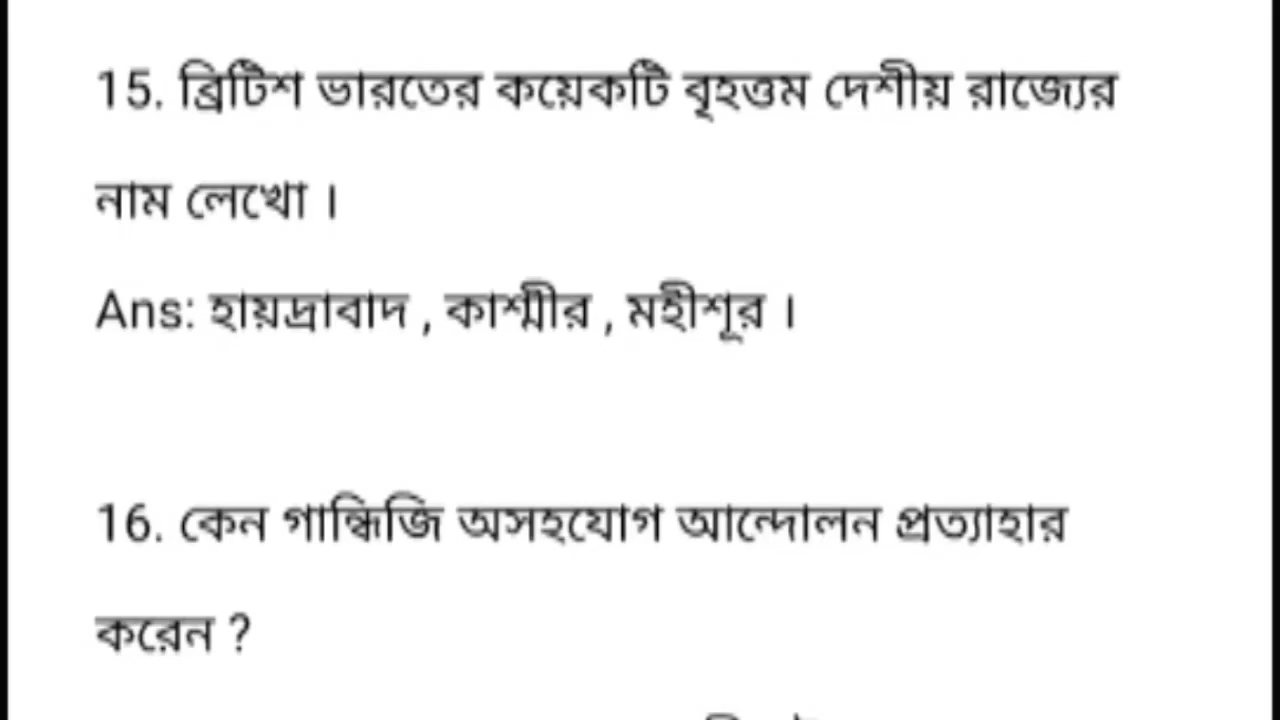 15. ব্রিটিশ ভারতের কয়েকটি বৃহত্তম দেশীয় রাজ্যের
নাম লেখো ।
Ans: হায়দ্রাবাদ , কাশ্মীর , মহীশূর ।
16. কেন গান্ধিজি অসহযোগ আন্দোলন প্রত্যাহার
করেন ?